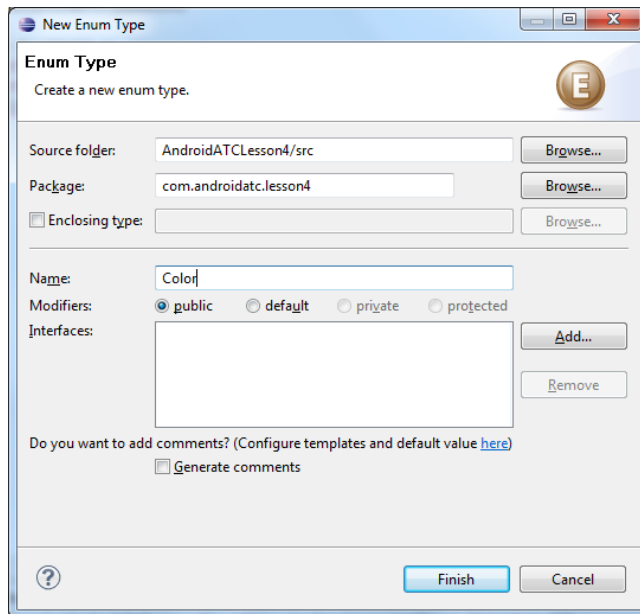 New Enum Type
Enum Type
Create a new enum type.
E
Source folder: AndroidATCLesson4/src Browse...
Package: com.androidatc.lesson4 Browse...
Enclosing type: Browse...
Name: Color
Modifiers: public default private protected
Interfaces: Add...
Remove
Do you want to add comments? (Configure templates and default value here)
Generate comments
? Finish Cancel